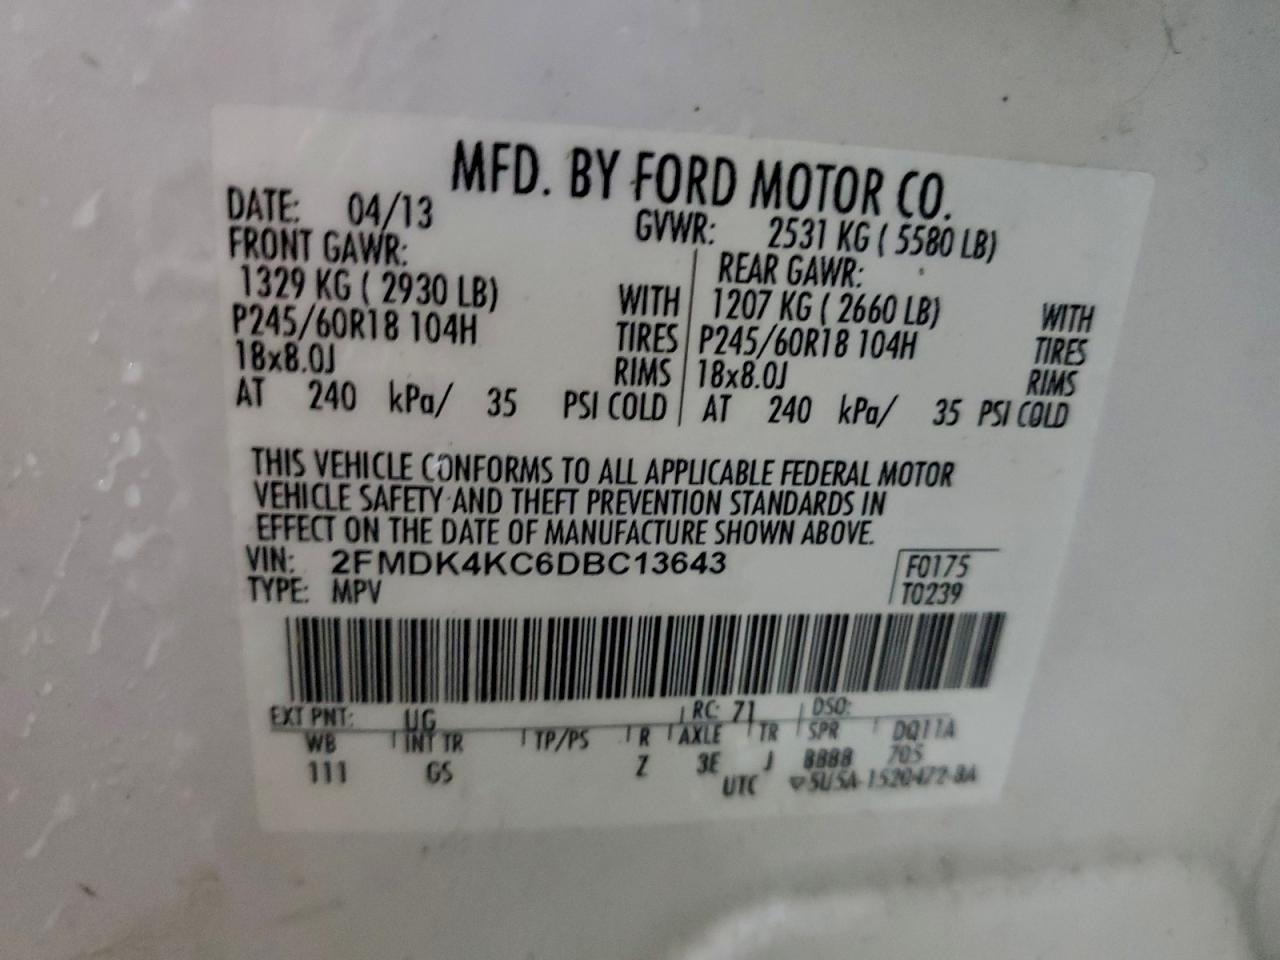 MFD. BY FORD MOTOR CO.
DATE: 04/13 GVWR: 2531 KG ( 5580 LB)
FRONT GAWR: REAR GAWR:
1329 KG ( 2930 LB) WITH 1207 KG ( 2660 LB) WITH
P245/60R18 104H TIRES P245/60R18 104H TIRES
18x8.0J RIMS 18x8.0J RIMS
AT 240 kPa/ 35 PSI COLD AT 240 kPa/ 35 PSI COLD
THIS VEHICLE CONFORMS TO ALL APPLICABLE FEDERAL MOTOR
VEHICLE SAFETY AND THEFT PREVENTION STANDARDS IN
EFFECT ON THE DATE OF MANUFACTURE SHOWN ABOVE.
VIN: 2FMDK4KC6DBC13643 F0175
TYPE: MPV T0239
EXT PNT: UG RC: 71 DSO:
WB INT TR TP/PS R AXLE TR SPR DQ11A
111 GS Z 3E J 8888 705
UTC 5U5A-1520472-BA